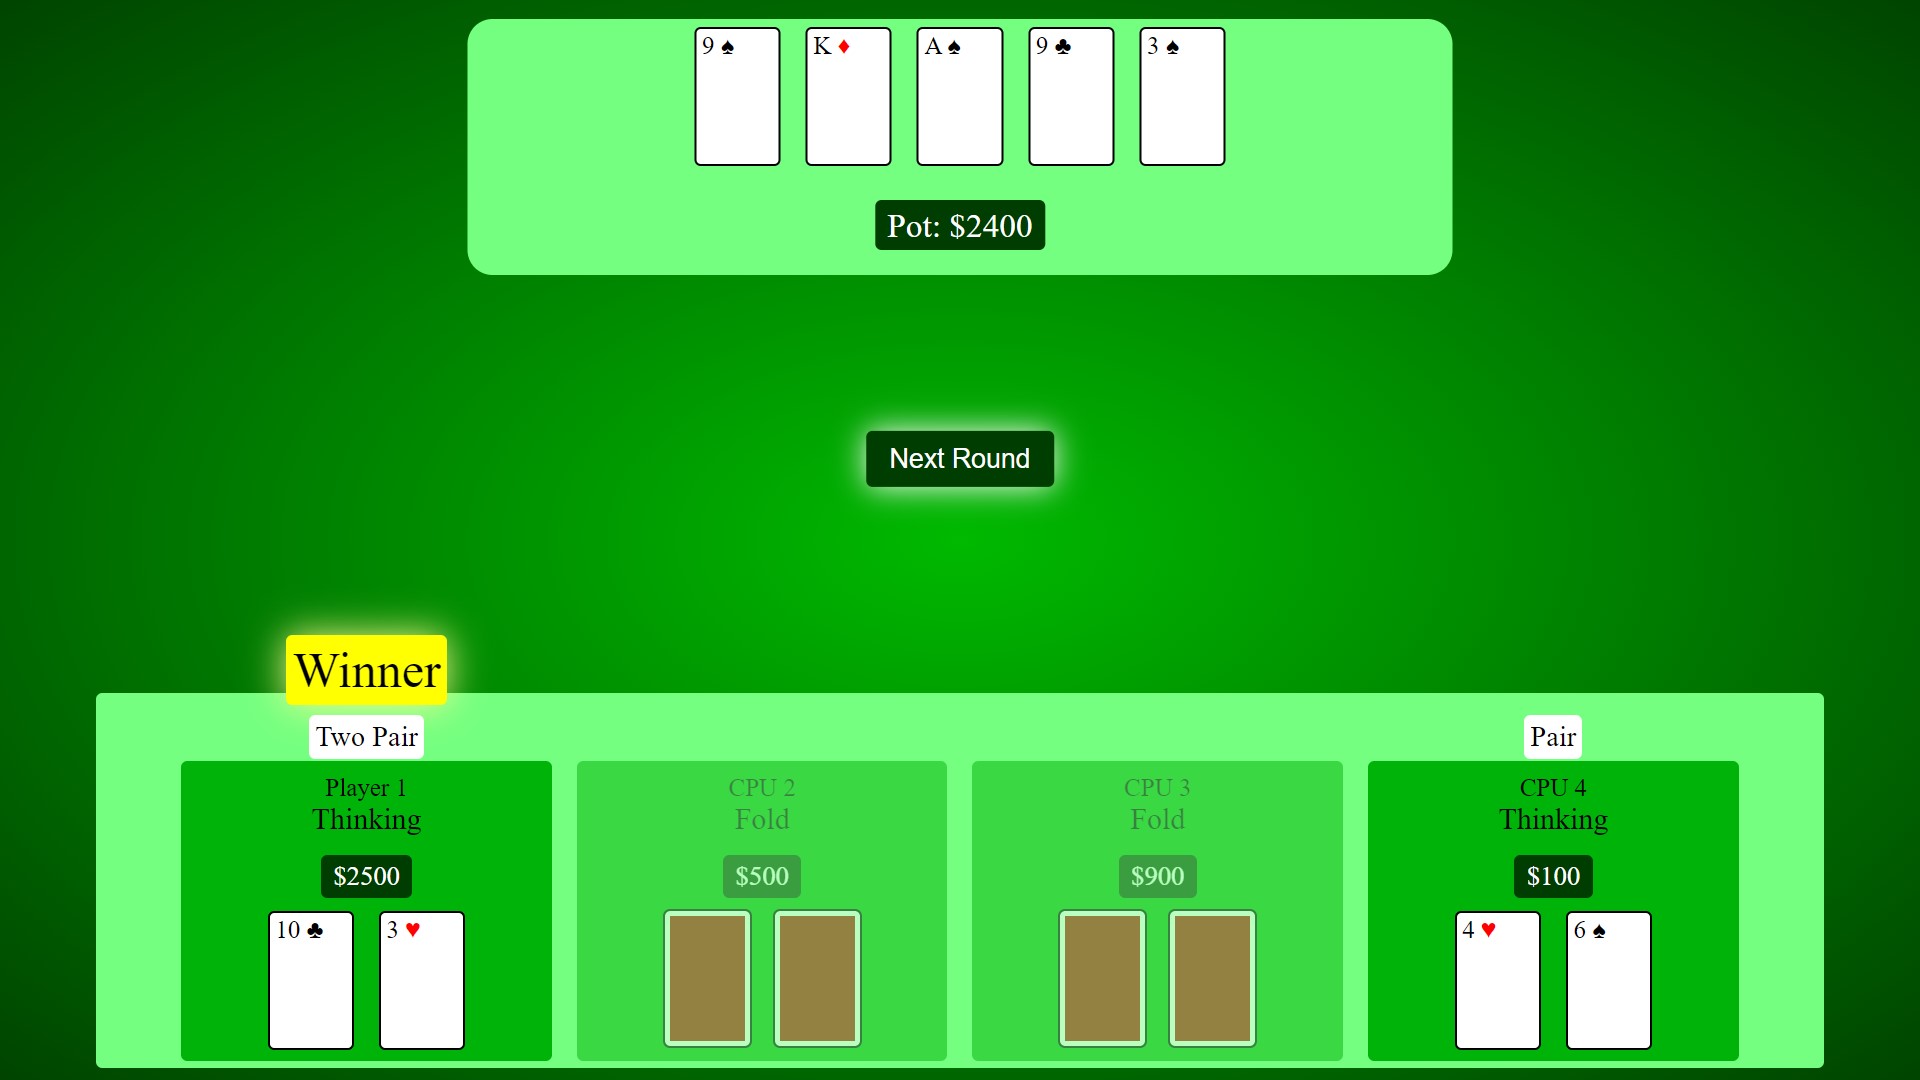 9 ♠ K ♦ A ♠ 9 ♣ 3 ♠
Pot: $2400
Next Round
Winner
Two Pair
Player 1
Thinking
$2500
10 ♣ 3 ♥
CPU 2
Fold
$500
CPU 3
Fold
$900
Pair
CPU 4
Thinking
$100
4 ♥ 6 ♠